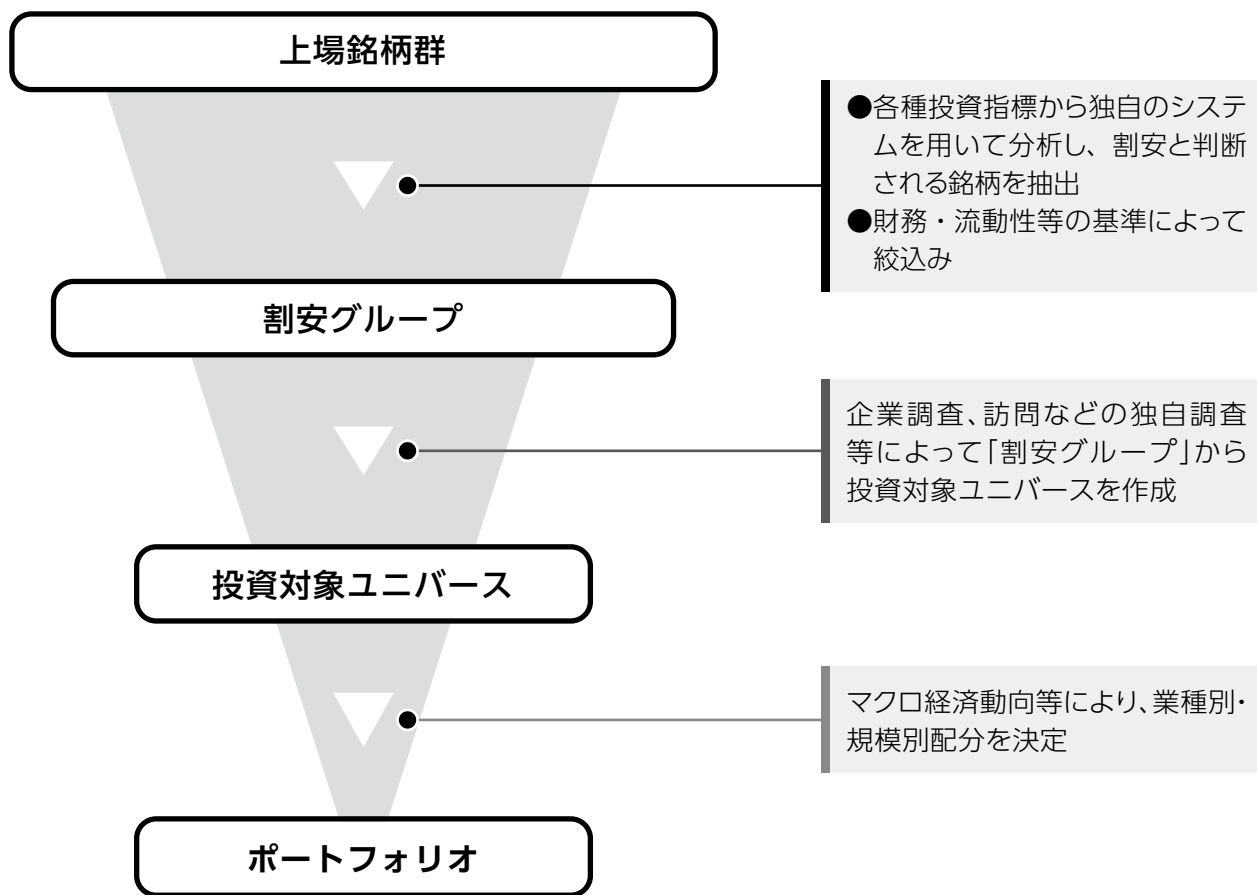 上場銘柄群
●各種投資指標から独自のシステ
ムを用いて分析し、割安と判断
される銘柄を抽出
●財務・流動性等の基準によって
絞込み
割安グループ
企業調査、訪問などの独自調査
等によって「割安グループ」から
投資対象ユニバースを作成
投資対象ユニバース
マクロ経済動向等により、業種別・
規模別配分を決定
ポートフォリオ